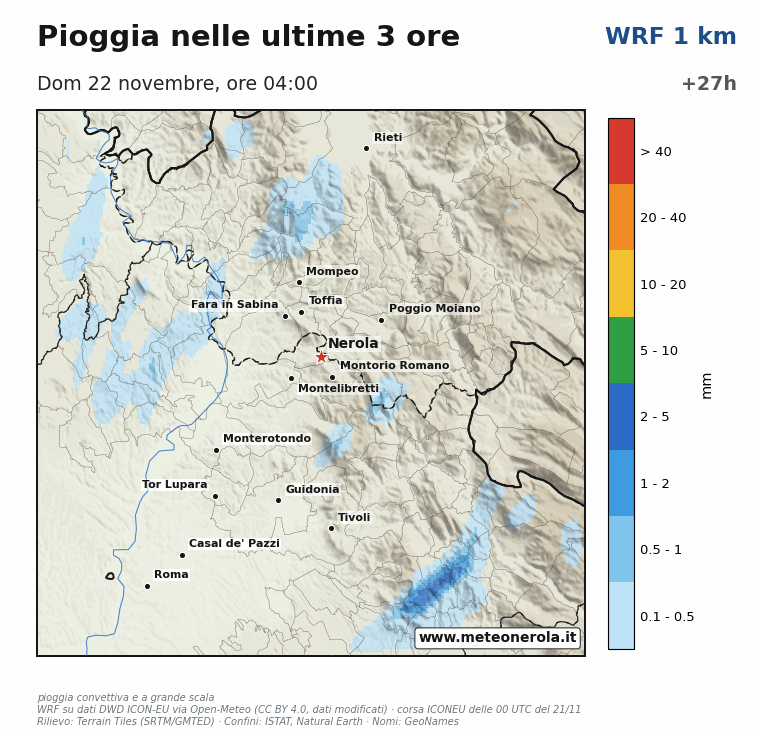 Pioggia nelle ultime 3 ore
WRF 1 km
Dom 22 novembre, ore 04:00
+27h
Rieti
Mompeo
Fara in Sabina
Toffia
Poggio Moiano
Nerola
Montorio Romano
Montelibretti
Monterotondo
Tor Lupara
Guidonia
Tivoli
Casal de' Pazzi
Roma
www.meteonerola.it
> 40
20 - 40
10 - 20
5 - 10
2 - 5
1 - 2
0.5 - 1
0.1 - 0.5
mm
pioggia convettiva e a grande scala
WRF su dati DWD ICON-EU via Open-Meteo (CC BY 4.0, dati modificati) · corsa ICONEU delle 00 UTC del 21/11
Rilievo: Terrain Tiles (SRTM/GMTED) · Confini: ISTAT, Natural Earth · Nomi: GeoNames